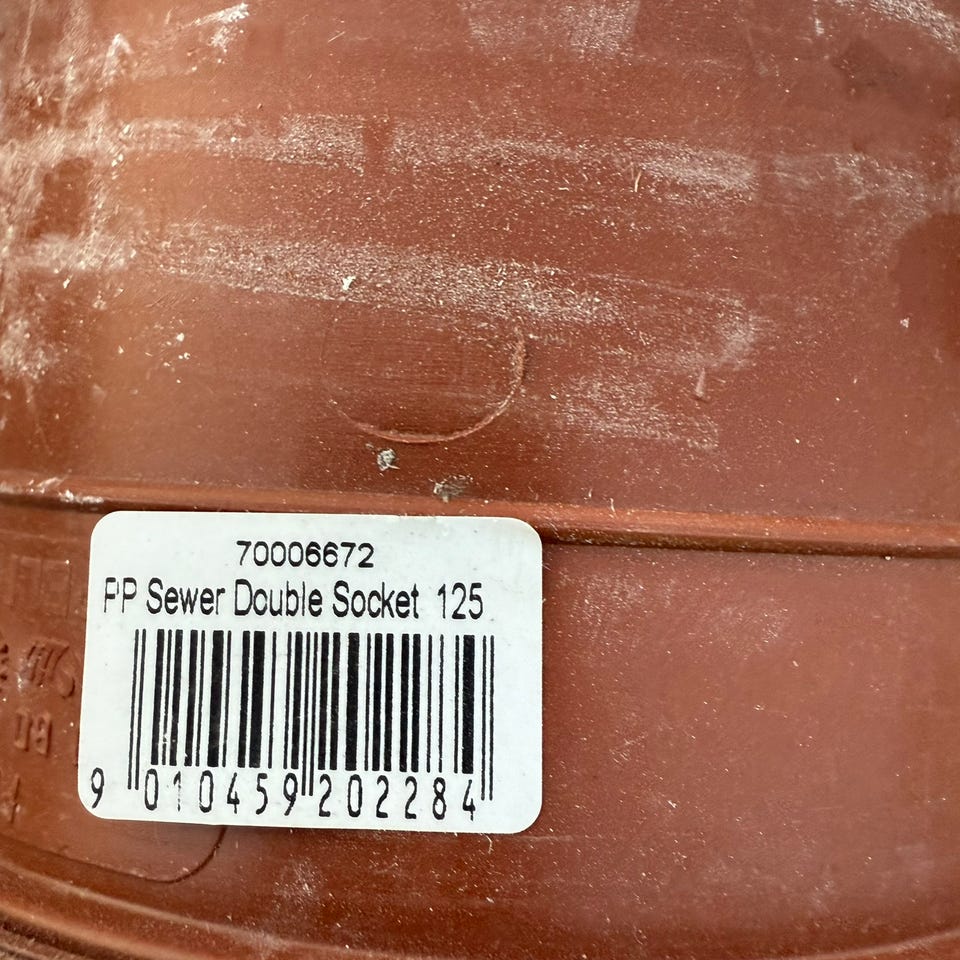 70006672
PP Sewer Double Socket 125
9 010459 202284